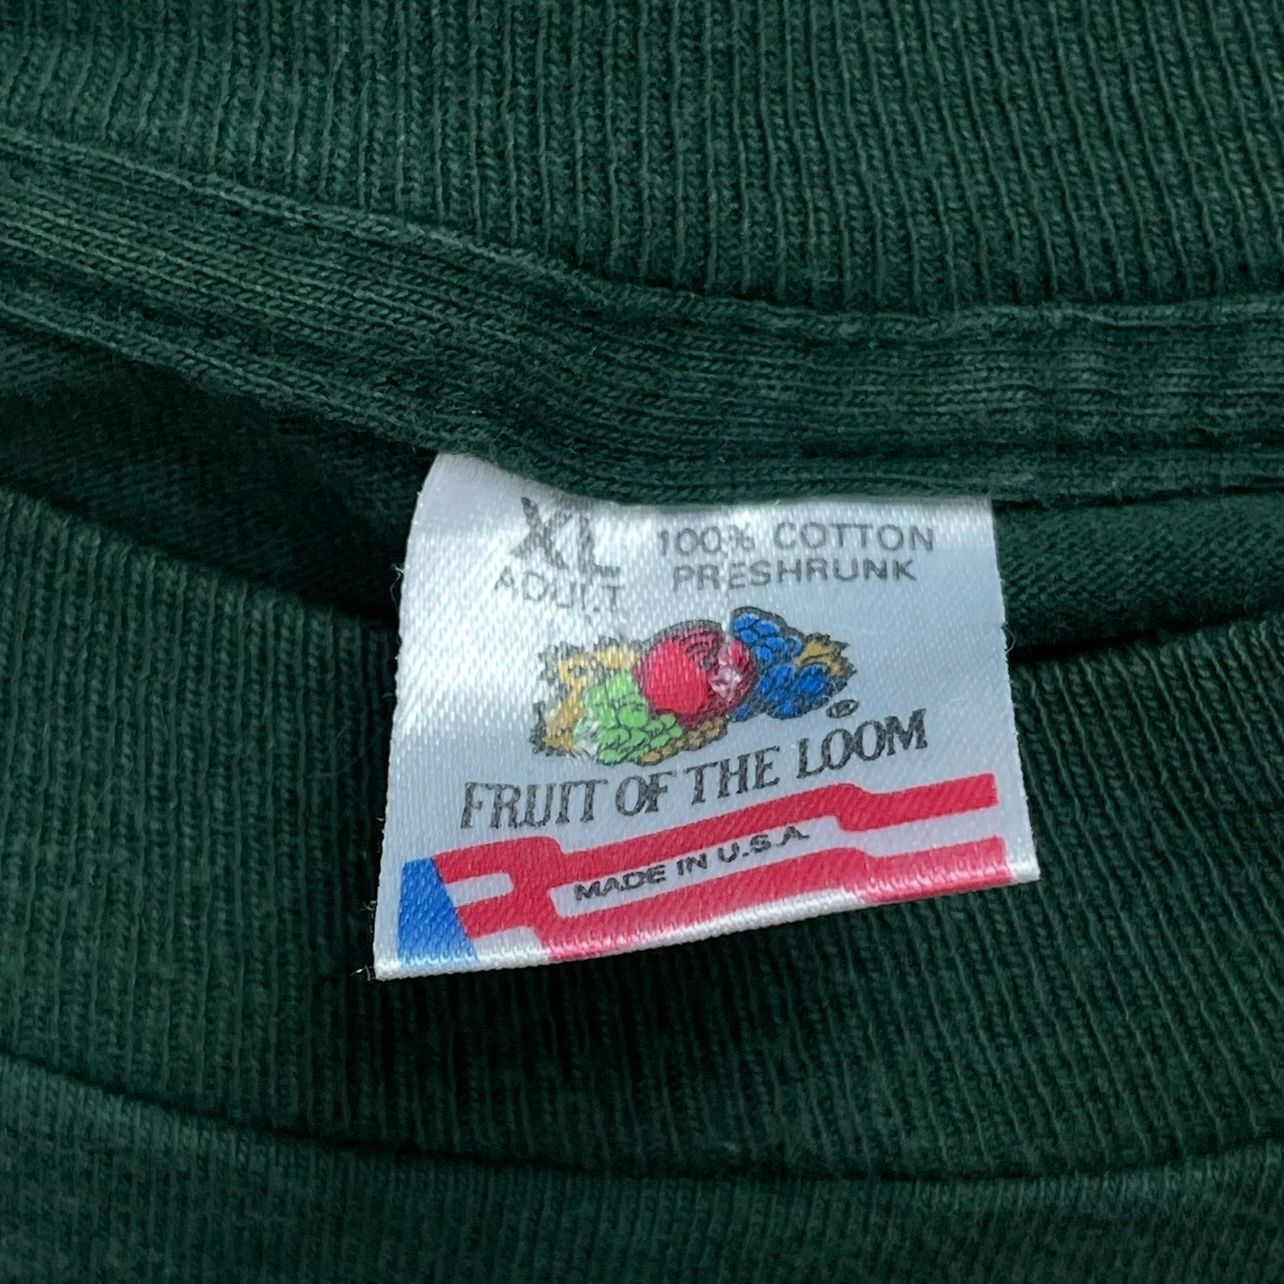 XL
ADULT
100% COTTON
PRESHRUNK
®
FRUIT OF THE LOOM
MADE IN U.S.A.